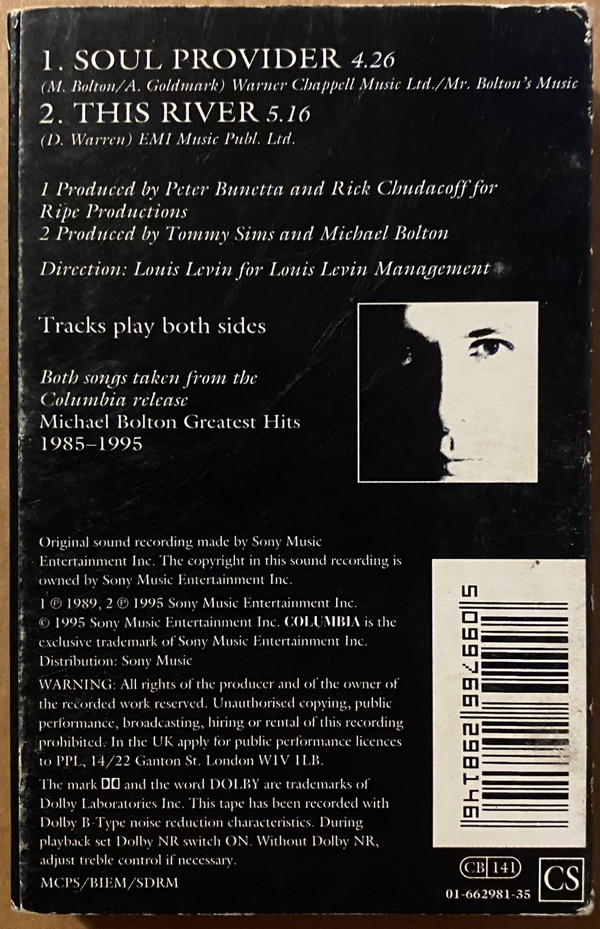 1. SOUL PROVIDER 4.26
(M. Bolton/A. Goldmark) Warner Chappell Music Ltd./Mr. Bolton's Music
2. THIS RIVER 5.16
(D. Warren) EMI Music Publ. Ltd.
1 Produced by Peter Bunetta and Rick Chudacoff for
Ripe Productions
2 Produced by Tommy Sims and Michael Bolton
Direction: Louis Levin for Louis Levin Management
Tracks play both sides
Both songs taken from the
Columbia release
Michael Bolton Greatest Hits
1985–1995
Original sound recording made by Sony Music
Entertainment Inc. The copyright in this sound recording is
owned by Sony Music Entertainment Inc.
1 ℗ 1989, 2 ℗ 1995 Sony Music Entertainment Inc.
© 1995 Sony Music Entertainment Inc. COLUMBIA is the
exclusive trademark of Sony Music Entertainment Inc.
Distribution: Sony Music
WARNING: All rights of the producer and of the owner of
the recorded work reserved. Unauthorised copying, public
performance, broadcasting, hiring or rental of this recording
prohibited. In the UK apply for public performance licences
to PPL, 14/22 Ganton St. London W1V 1LB.
The mark and the word DOLBY are trademarks of
Dolby Laboratories Inc. This tape has been recorded with
Dolby B-Type noise reduction characteristics. During
playback set Dolby NR switch ON. Without Dolby NR,
adjust treble control if necessary.
MCPS/BIEM/SDRM
5 099766 298146
CB 141
01-662981-35
CS